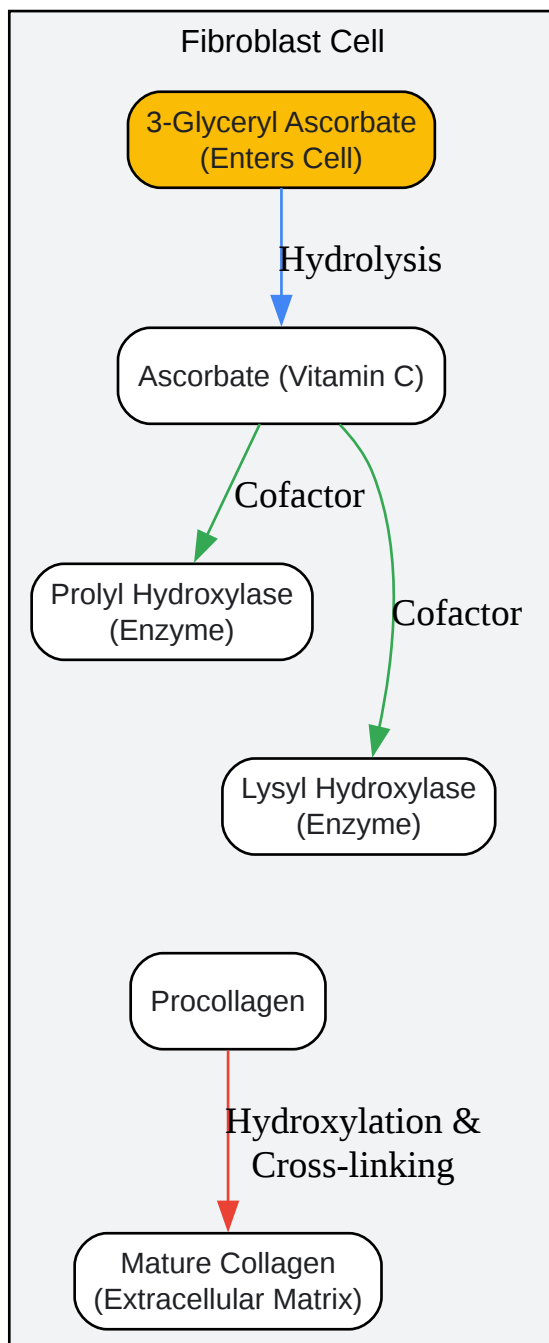 Fibroblast Cell
3-Glyceryl Ascorbate
(Enters Cell)
Hydrolysis
Ascorbate (Vitamin C)
Cofactor
Prolyl Hydroxylase
(Enzyme)
Cofactor
Lysyl Hydroxylase
(Enzyme)
Procollagen
Hydroxylation &
Cross-linking
Mature Collagen
(Extracellular Matrix)